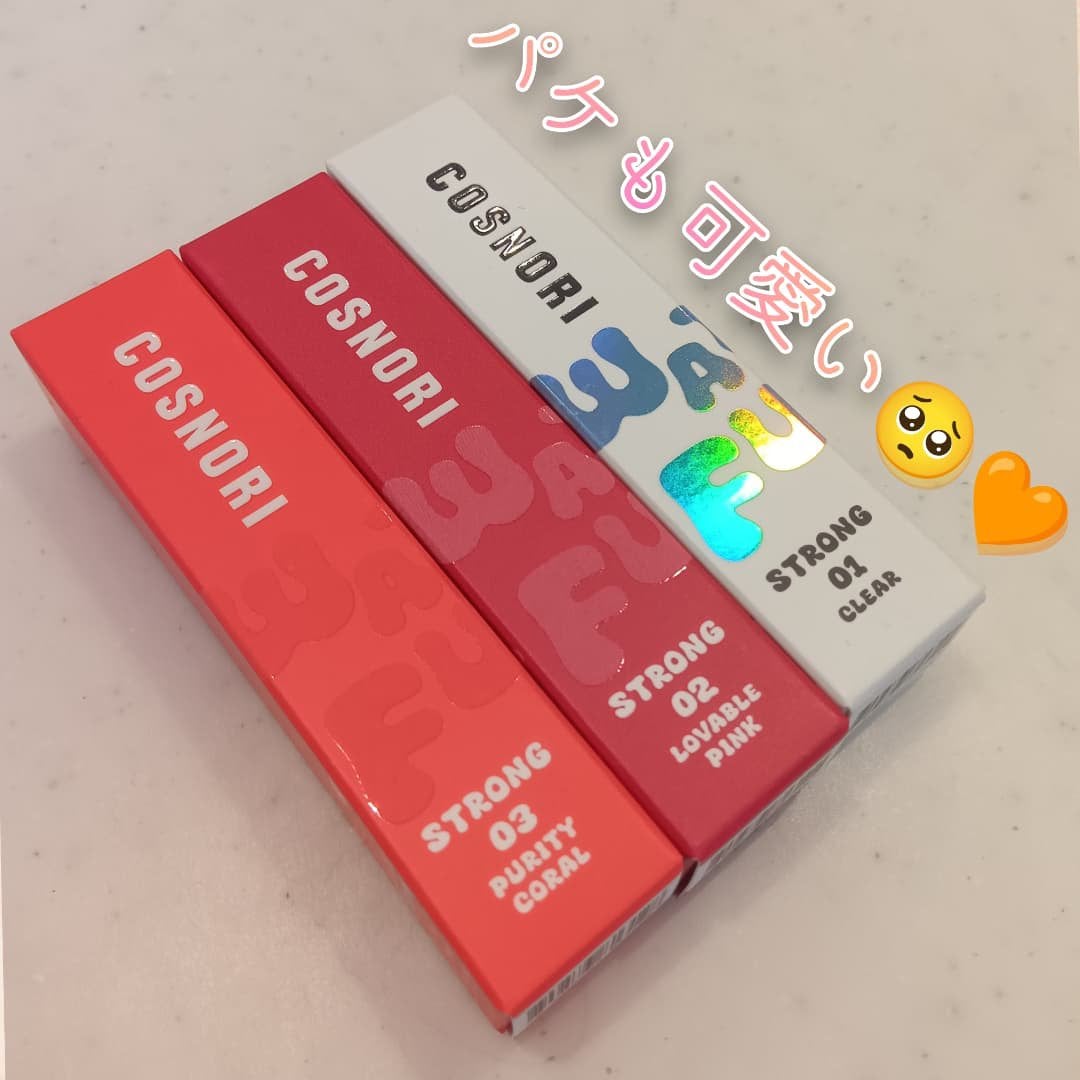 パケも可愛い🥺🧡
COSNORI
STRONG
01
CLEAR
COSNORI
STRONG
02
LOVABLE
PINK
COSNORI
STRONG
03
PURITY
CORAL